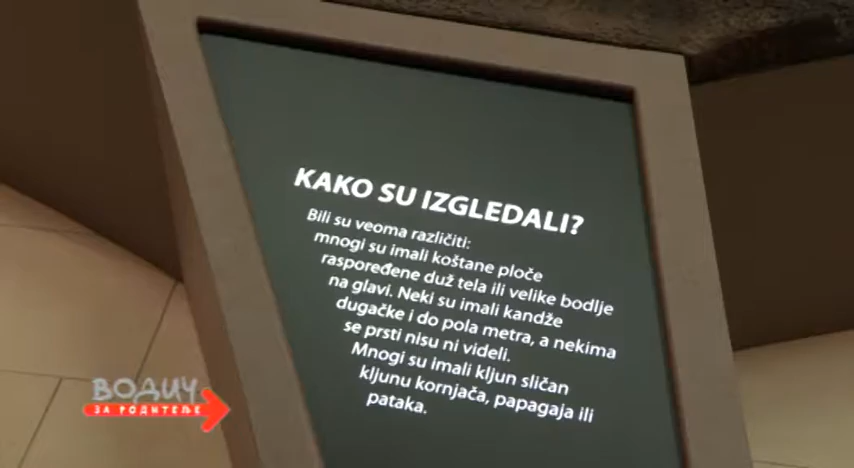 KAKO SU IZGLEDALI?
Bili su veoma različiti:
mnogi su imali koštane ploče
raspoređene duž tela ili velike bodlje
na glavi. Neki su imali kandže
dugačke i do pola metra, a nekima
se prsti nisu ni videli.
Mnogi su imali kljun sličan
kljunu kornjača, papagaja ili
pataka.
ВОДИЧ
ЗА РОДИТЕЉЕ